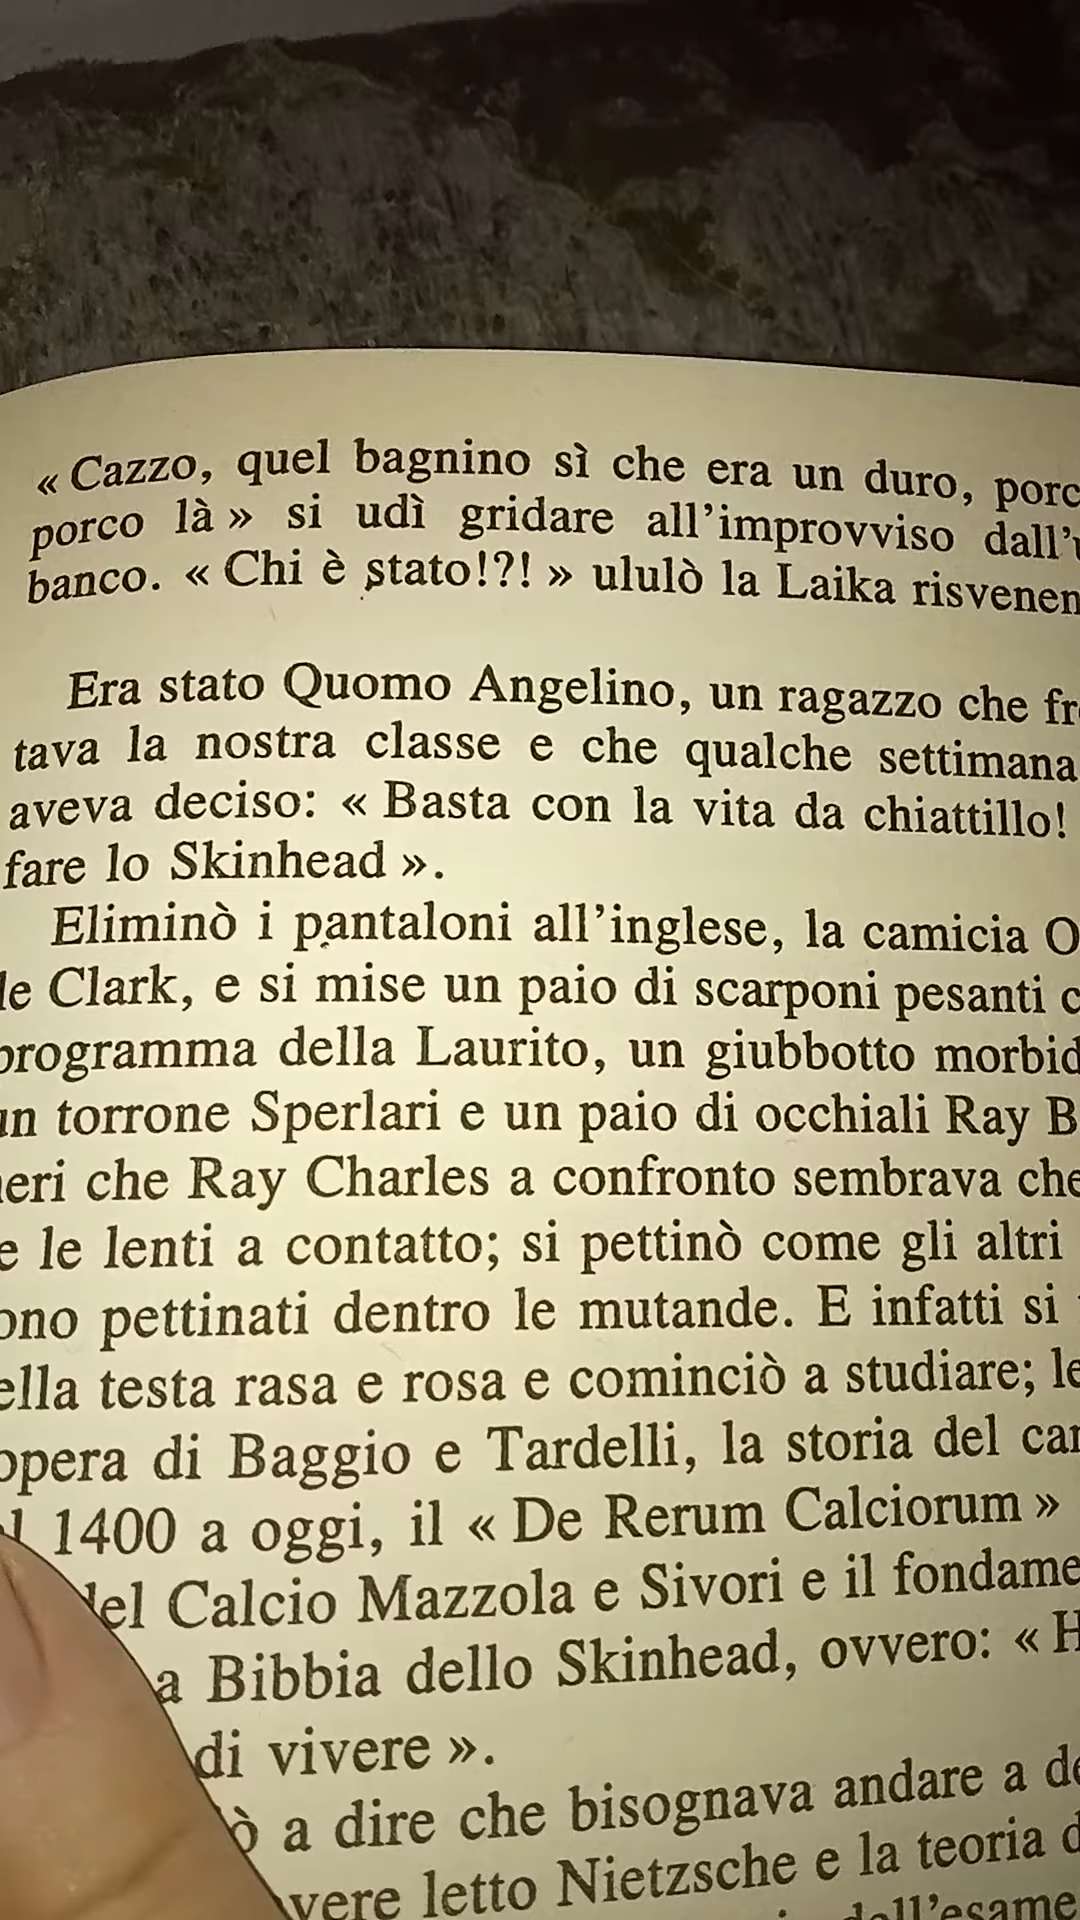 « Cazzo, quel bagnino sì che era un duro, porc
porco là » si udì gridare all'improvviso dall'
banco. « Chi è stato!?! » ululò la Laika risvenen
Era stato Quomo Angelino, un ragazzo che fr
tava la nostra classe e che qualche settimana
aveva deciso: « Basta con la vita da chiattillo!
fare lo Skinhead ».
Eliminò i pantaloni all'inglese, la camicia O
le Clark, e si mise un paio di scarponi pesanti c
programma della Laurito, un giubbotto morbid
un torrone Sperlari e un paio di occhiali Ray B
neri che Ray Charles a confronto sembrava che
e le lenti a contatto; si pettinò come gli altri
ono pettinati dentro le mutande. E infatti si
ella testa rasa e rosa e cominciò a studiare; le
opera di Baggio e Tardelli, la storia del car
l 1400 a oggi, il « De Rerum Calciorum »
del Calcio Mazzola e Sivori e il fondame
a Bibbia dello Skinhead, ovvero: « H
di vivere ».
ò a dire che bisognava andare a de
vere letto Nietzsche e la teoria d
dell'esame